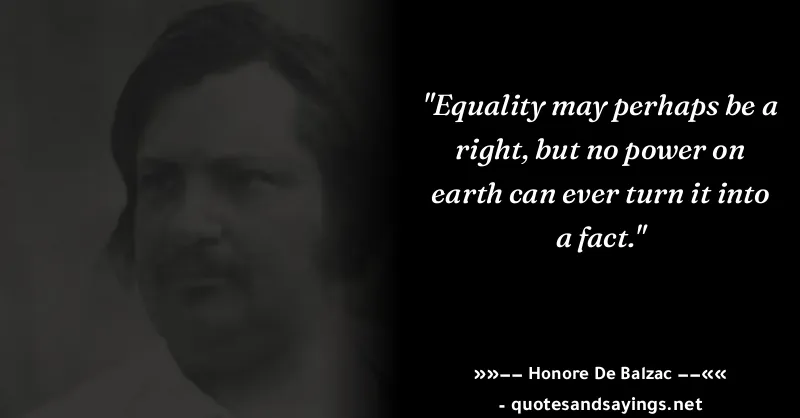 "Equality may perhaps be a
right, but no power on
earth can ever turn it into
a fact."
»»−− Honore De Balzac −−««
- quotesandsayings.net